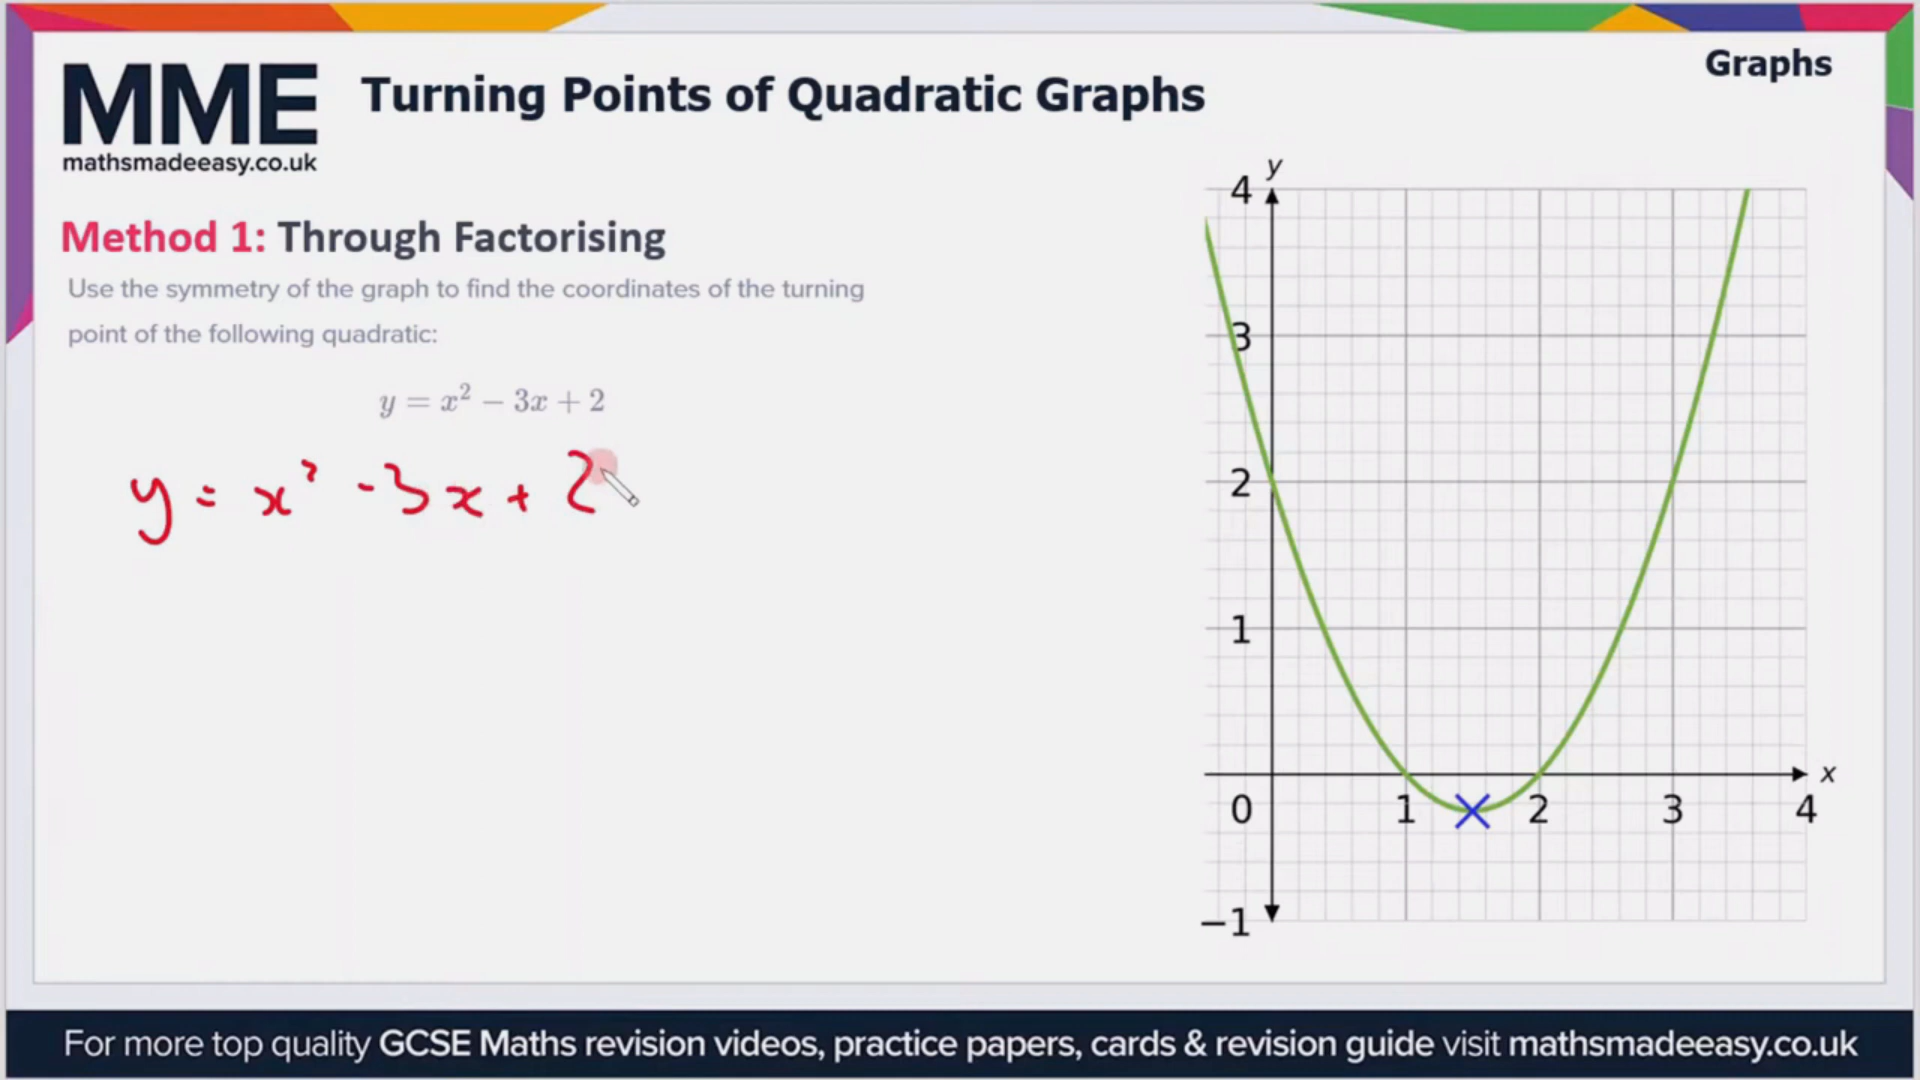 MME
mathsmadeeasy.co.uk
Turning Points of Quadratic Graphs
Graphs
Method 1: Through Factorising
Use the symmetry of the graph to find the coordinates of the turning
point of the following quadratic:
y = x² − 3x + 2
y = x² - 3x + 2
y
4
3
2
1
0 1 2 3 4
x
−1
For more top quality GCSE Maths revision videos, practice papers, cards & revision guide visit mathsmadeeasy.co.uk